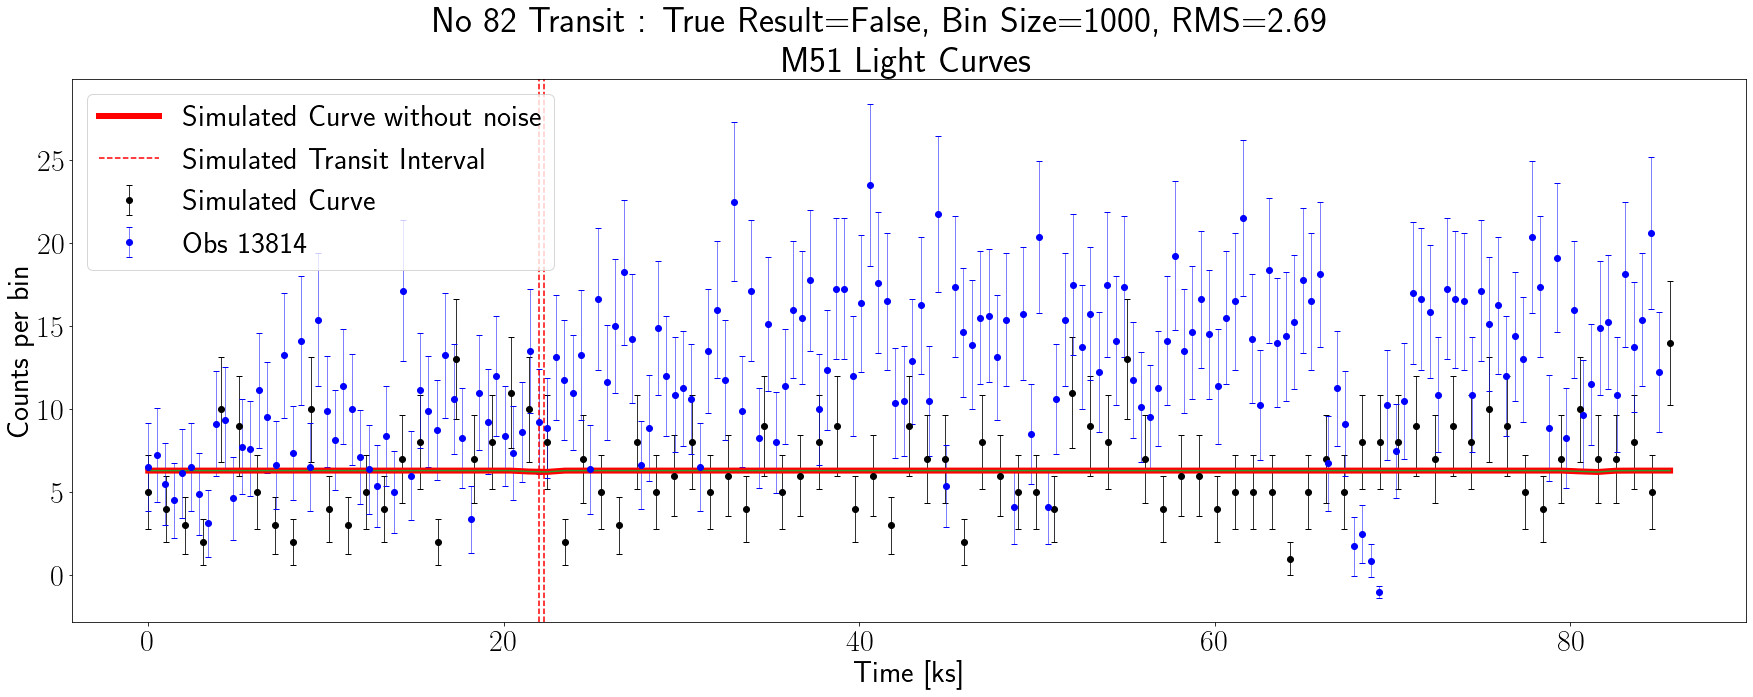 No 82 Transit : True Result=False, Bin Size=1000, RMS=2.69
M51 Light Curves
Simulated Curve without noise
Simulated Transit Interval
Simulated Curve
Obs 13814
Counts per bin
25
20
15
10
5
0
0 20 40 60 80
Time [ks]